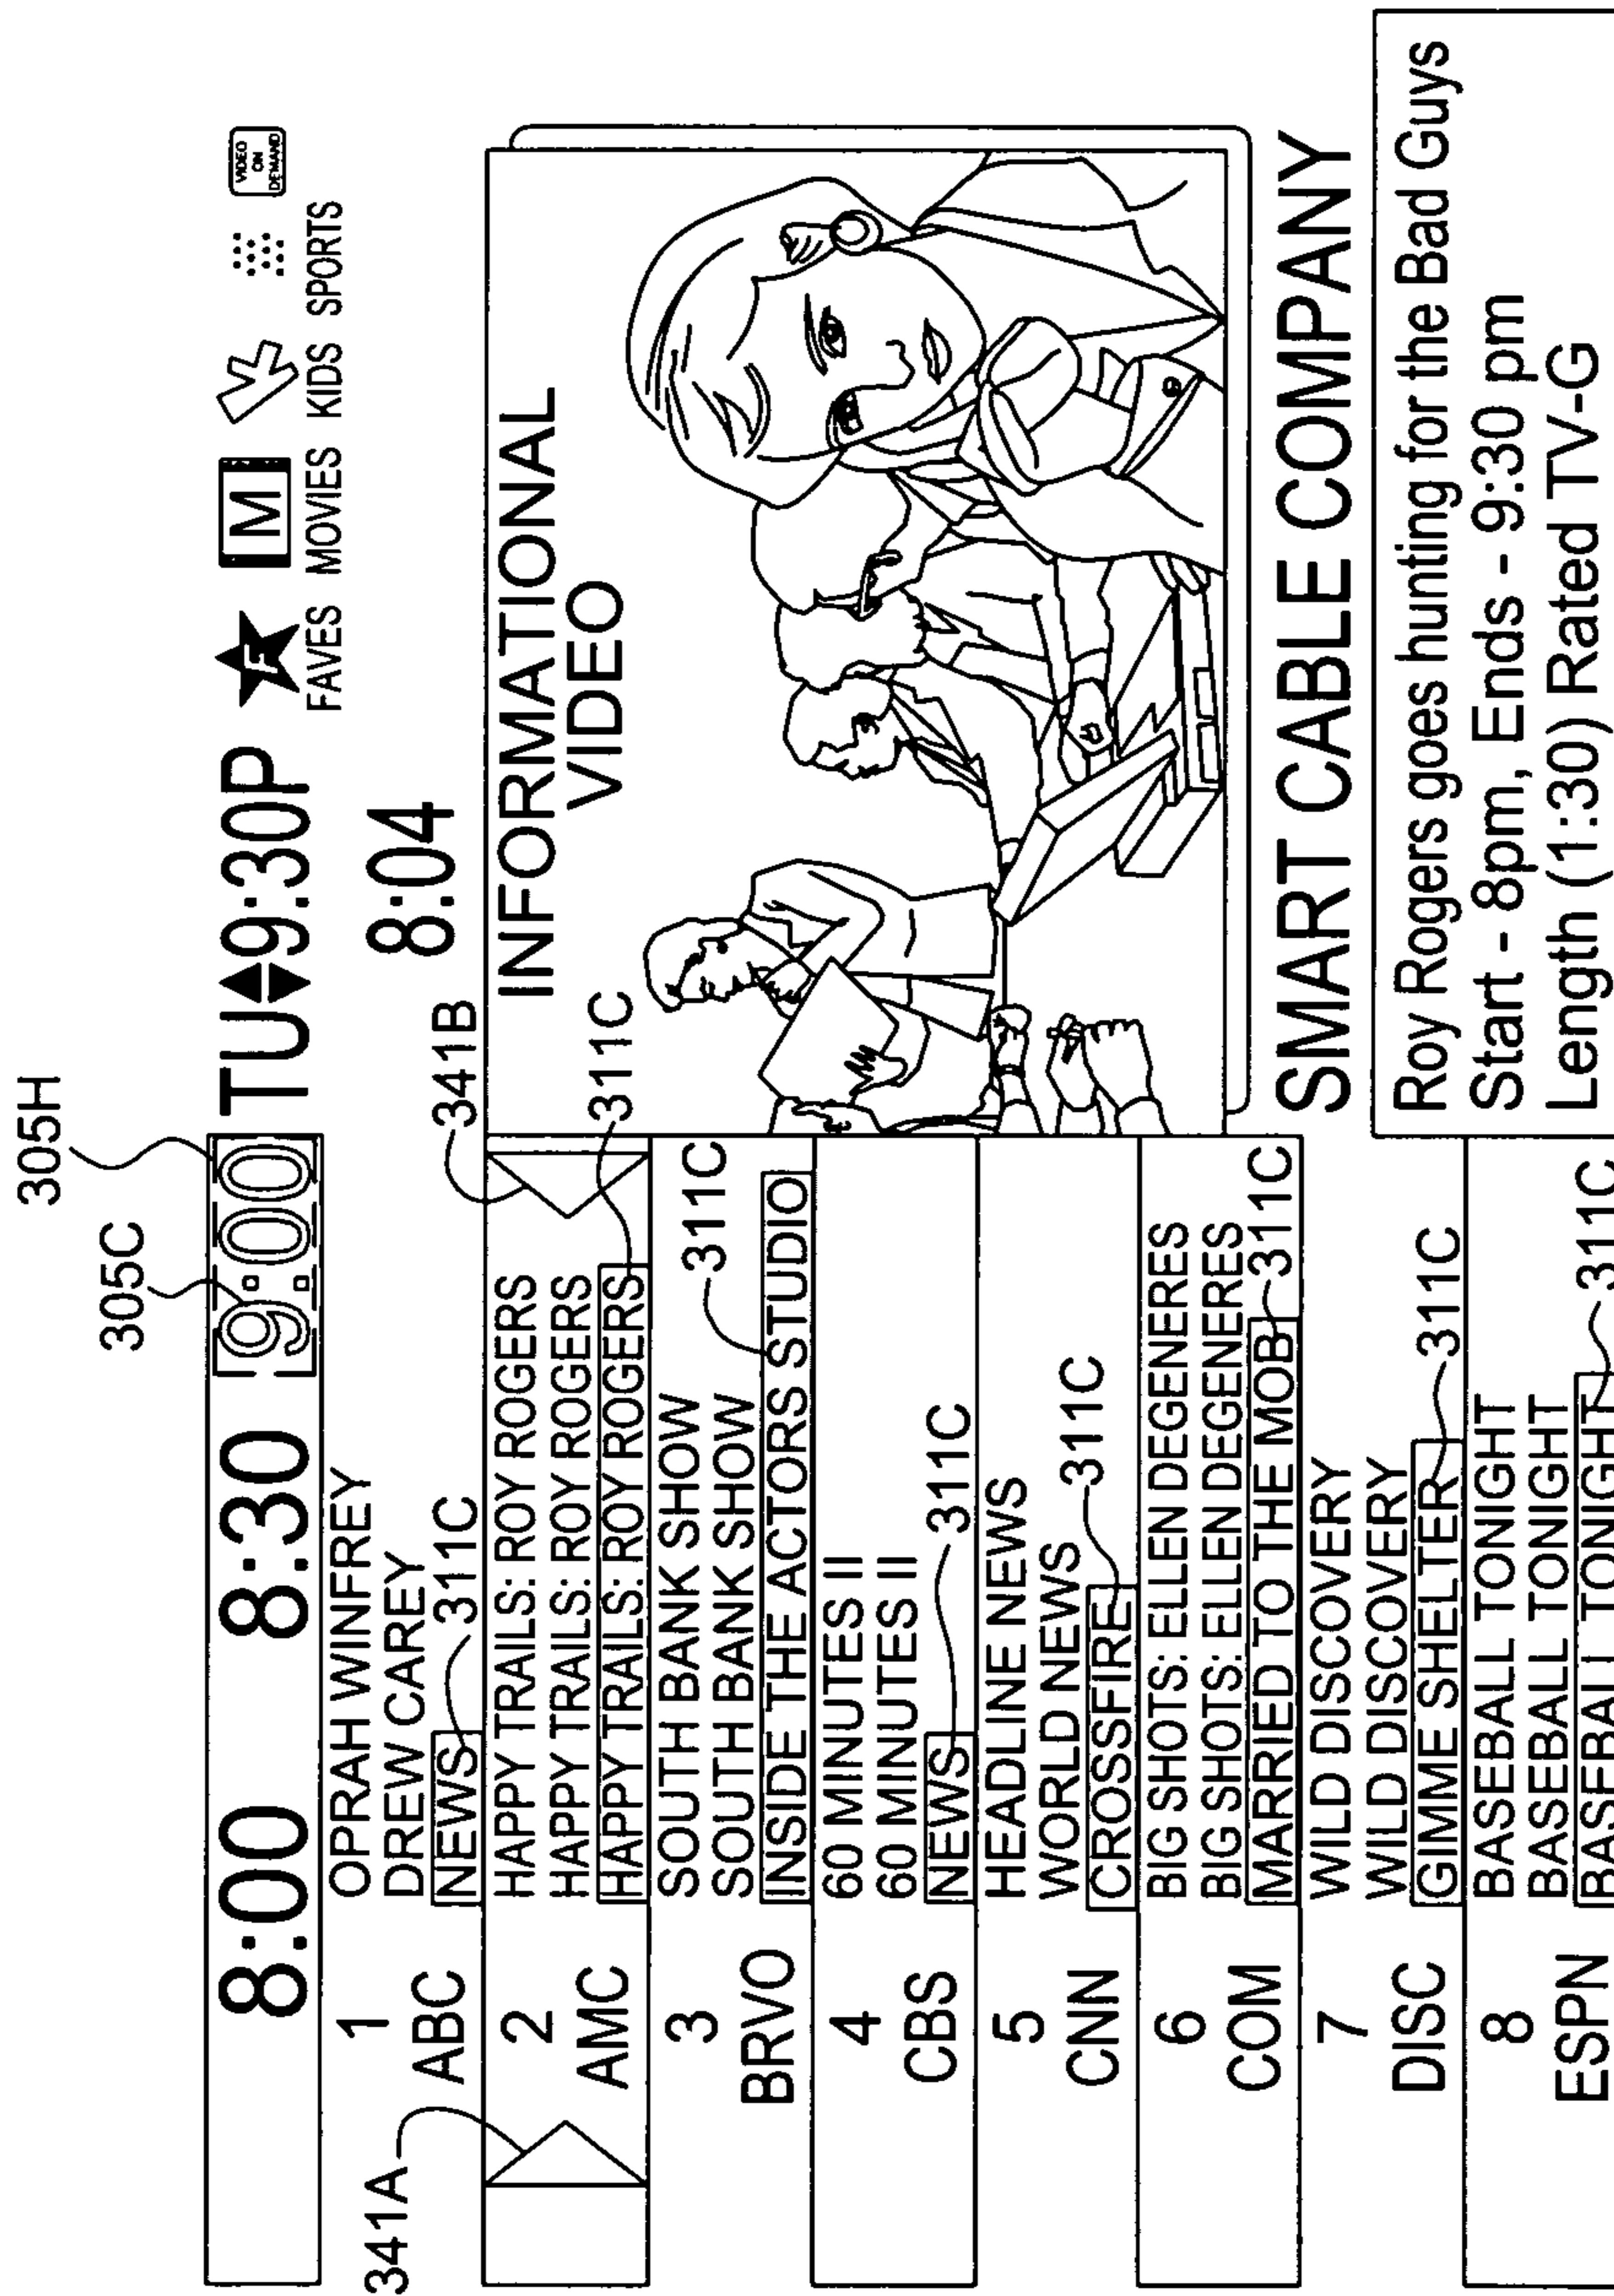 305H
305C
8:00 8:30 9:00 TU 9:30P
F M VIDEO ON DEMAND
FAVES MOVIES KIDS SPORTS
8:04
1 OPRAH WINFREY
DREW CAREY
ABC NEWS 311C
341A
341B
2 HAPPY TRAILS: ROY ROGERS
HAPPY TRAILS: ROY ROGERS
AMC HAPPY TRAILS: ROY ROGERS 311C
3 SOUTH BANK SHOW
SOUTH BANK SHOW 311C
BRVO INSIDE THE ACTORS STUDIO
4 60 MINUTES II
60 MINUTES II
CBS NEWS 311C
5 HEADLINE NEWS
WORLD NEWS
CNN CROSSFIRE 311C
6 BIG SHOTS: ELLEN DEGENERES
BIG SHOTS: ELLEN DEGENERES
COM MARRIED TO THE MOB 311C
7 WILD DISCOVERY
WILD DISCOVERY
DISC GIMME SHELTER 311C
8 BASEBALL TONIGHT
BASEBALL TONIGHT
ESPN BASEBALL TONIGHT 311C
INFORMATIONAL
VIDEO
SMART CABLE COMPANY
Roy Rogers goes hunting for the Bad Guys
Start - 8pm, Ends - 9:30 pm
Length (1:30) Rated TV-G